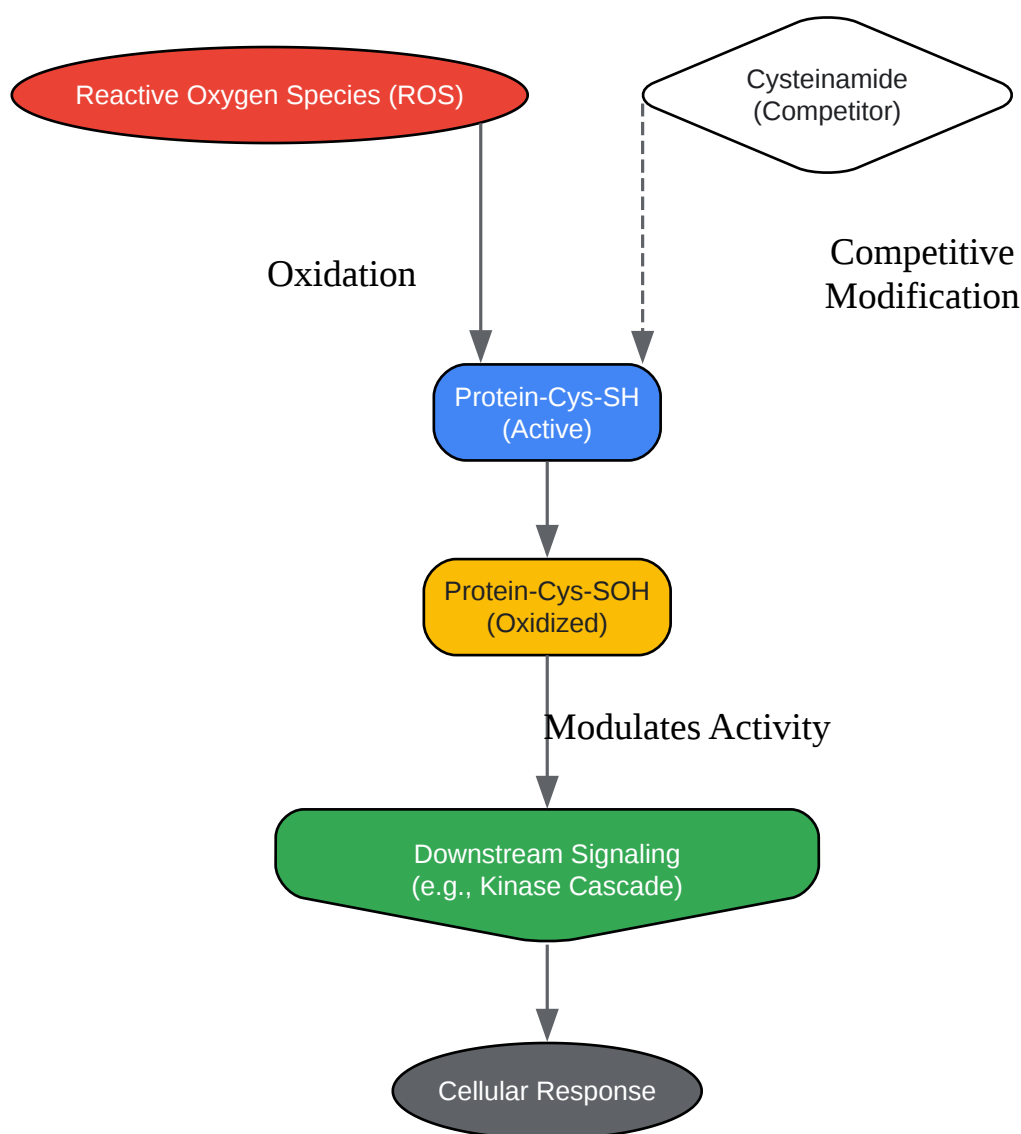 Reactive Oxygen Species (ROS)
Cysteinamide
(Competitor)
Oxidation
Competitive
Modification
Protein-Cys-SH
(Active)
Protein-Cys-SOH
(Oxidized)
Modulates Activity
Downstream Signaling
(e.g., Kinase Cascade)
Cellular Response